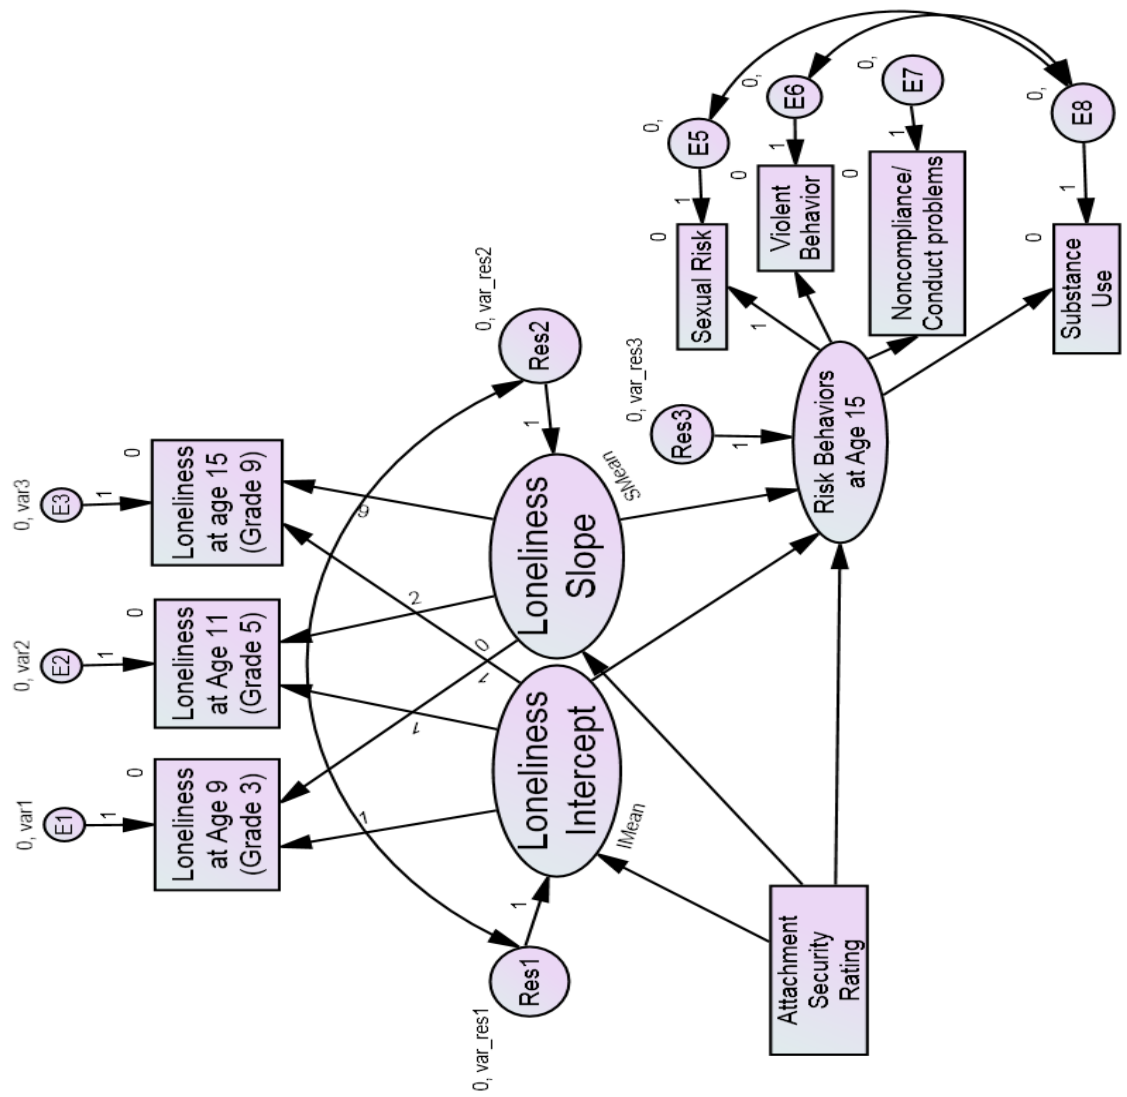 0, var1
0, var2
0, var3
E1
E2
E3
1
1
1
0
0
0
Loneliness
at Age 9
(Grade 3)
Loneliness
at Age 11
(Grade 5)
Loneliness
at age 15
(Grade 9)
1
1
1
0
2
6
0, var_res1
Res1
1
0, var_res2
Res2
1
Loneliness
Intercept
Loneliness
Slope
IMean
SMean
0, var_res3
Res3
1
Attachment
Security
Rating
Risk Behaviors
at Age 15
1
0
Sexual Risk
1
0,
E5
0
Violent
Behavior
1
0,
E6
0
Noncompliance/
Conduct problems
1
0,
E7
0
Substance
Use
1
0,
E8